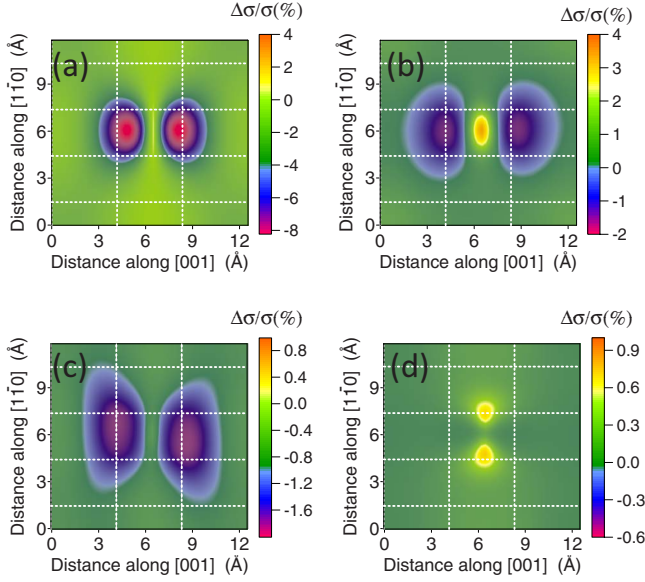 Δσ/σ(%)
(a)
Distance along [11̄0] (Å)
9
6
3
0
0 3 6 9 12
Distance along [001] (Å)
4
2
0
-2
-4
-6
-8
Δσ/σ(%)
(b)
Distance along [11̄0] (Å)
9
6
3
0
0 3 6 9 12
Distance along [001] (Å)
4
3
2
1
0
-1
-2
Δσ/σ(%)
(c)
Distance along [11̄0] (Å)
9
6
3
0
0 3 6 9 12
Distance along [001] (Å)
0.8
0.4
-0.0
-0.4
-0.8
-1.2
-1.6
Δσ/σ(%)
(d)
Distance along [11̄0] (Å)
9
6
3
0
0 3 6 9 12
Distance along [001] (Å)
0.9
0.6
0.3
0.0
-0.3
-0.6